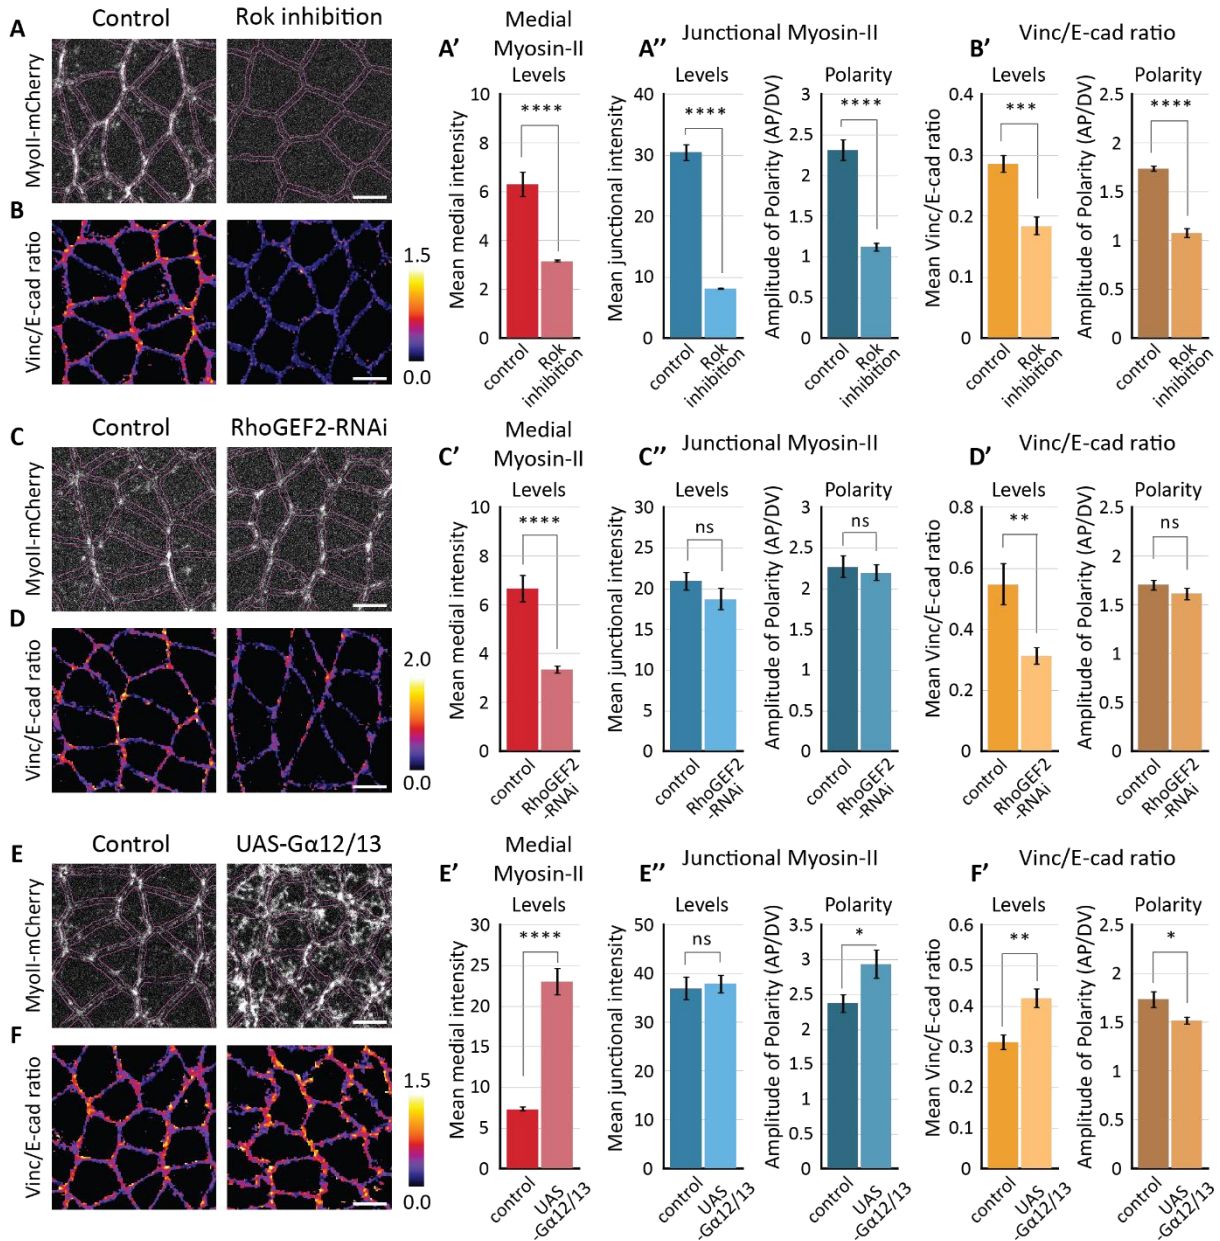 A
Control
Rok inhibition
MyoII-mCherry
B
Vinc/E-cad ratio
1.5
0.0
A'
Medial
Myosin-II
Levels
Mean medial intensity
10
8
6
4
2
0
****
control
Rok
inhibition
A''
Junctional Myosin-II
Levels
Mean junctional intensity
40
30
20
10
0
****
control
Rok
inhibition
Polarity
Amplitude of Polarity (AP/DV)
3
2.5
2
1.5
1
0.5
0
****
control
Rok
inhibition
B'
Vinc/E-cad ratio
Levels
Mean Vinc/E-cad ratio
0.4
0.3
0.2
0.1
0
***
control
Rok
inhibition
Polarity
Amplitude of Polarity (AP/DV)
2.5
2
1.5
1
0.5
0
****
control
Rok
inhibition
C
Control
RhoGEF2-RNAi
MyoII-mCherry
D
Vinc/E-cad ratio
2.0
0.0
C'
Medial
Myosin-II
Levels
Mean medial intensity
10
8
6
4
2
0
****
control
RhoGEF2
-RNAi
C''
Junctional Myosin-II
Levels
Mean junctional intensity
30
25
20
15
10
5
0
ns
control
RhoGEF2
-RNAi
Polarity
Amplitude of Polarity (AP/DV)
3
2.5
2
1.5
1
0.5
0
ns
control
RhoGEF2
-RNAi
D'
Vinc/E-cad ratio
Levels
Mean Vinc/E-cad ratio
0.8
0.6
0.4
0.2
0
**
control
RhoGEF2
-RNAi
Polarity
Amplitude of Polarity (AP/DV)
2.5
2
1.5
1
0.5
0
ns
control
RhoGEF2
-RNAi
E
Control
UAS-Gα12/13
MyoII-mCherry
F
Vinc/E-cad ratio
1.5
0.0
E'
Medial
Myosin-II
Levels
Mean medial intensity
30
25
20
15
10
5
0
****
control
UAS
-Gα12/13
E''
Junctional Myosin-II
Levels
Mean junctional intensity
50
40
30
20
10
0
ns
control
UAS
-Gα12/13
Polarity
Amplitude of Polarity (AP/DV)
3.5
3
2.5
2
1.5
1
0.5
0
*
control
UAS
-Gα12/13
F'
Vinc/E-cad ratio
Levels
Mean Vinc/E-cad ratio
0.6
0.5
0.4
0.3
0.2
0.1
0
**
control
UAS
-Gα12/13
Polarity
Amplitude of Polarity (AP/DV)
2.5
2
1.5
1
0.5
0
*
control
UAS
-Gα12/13